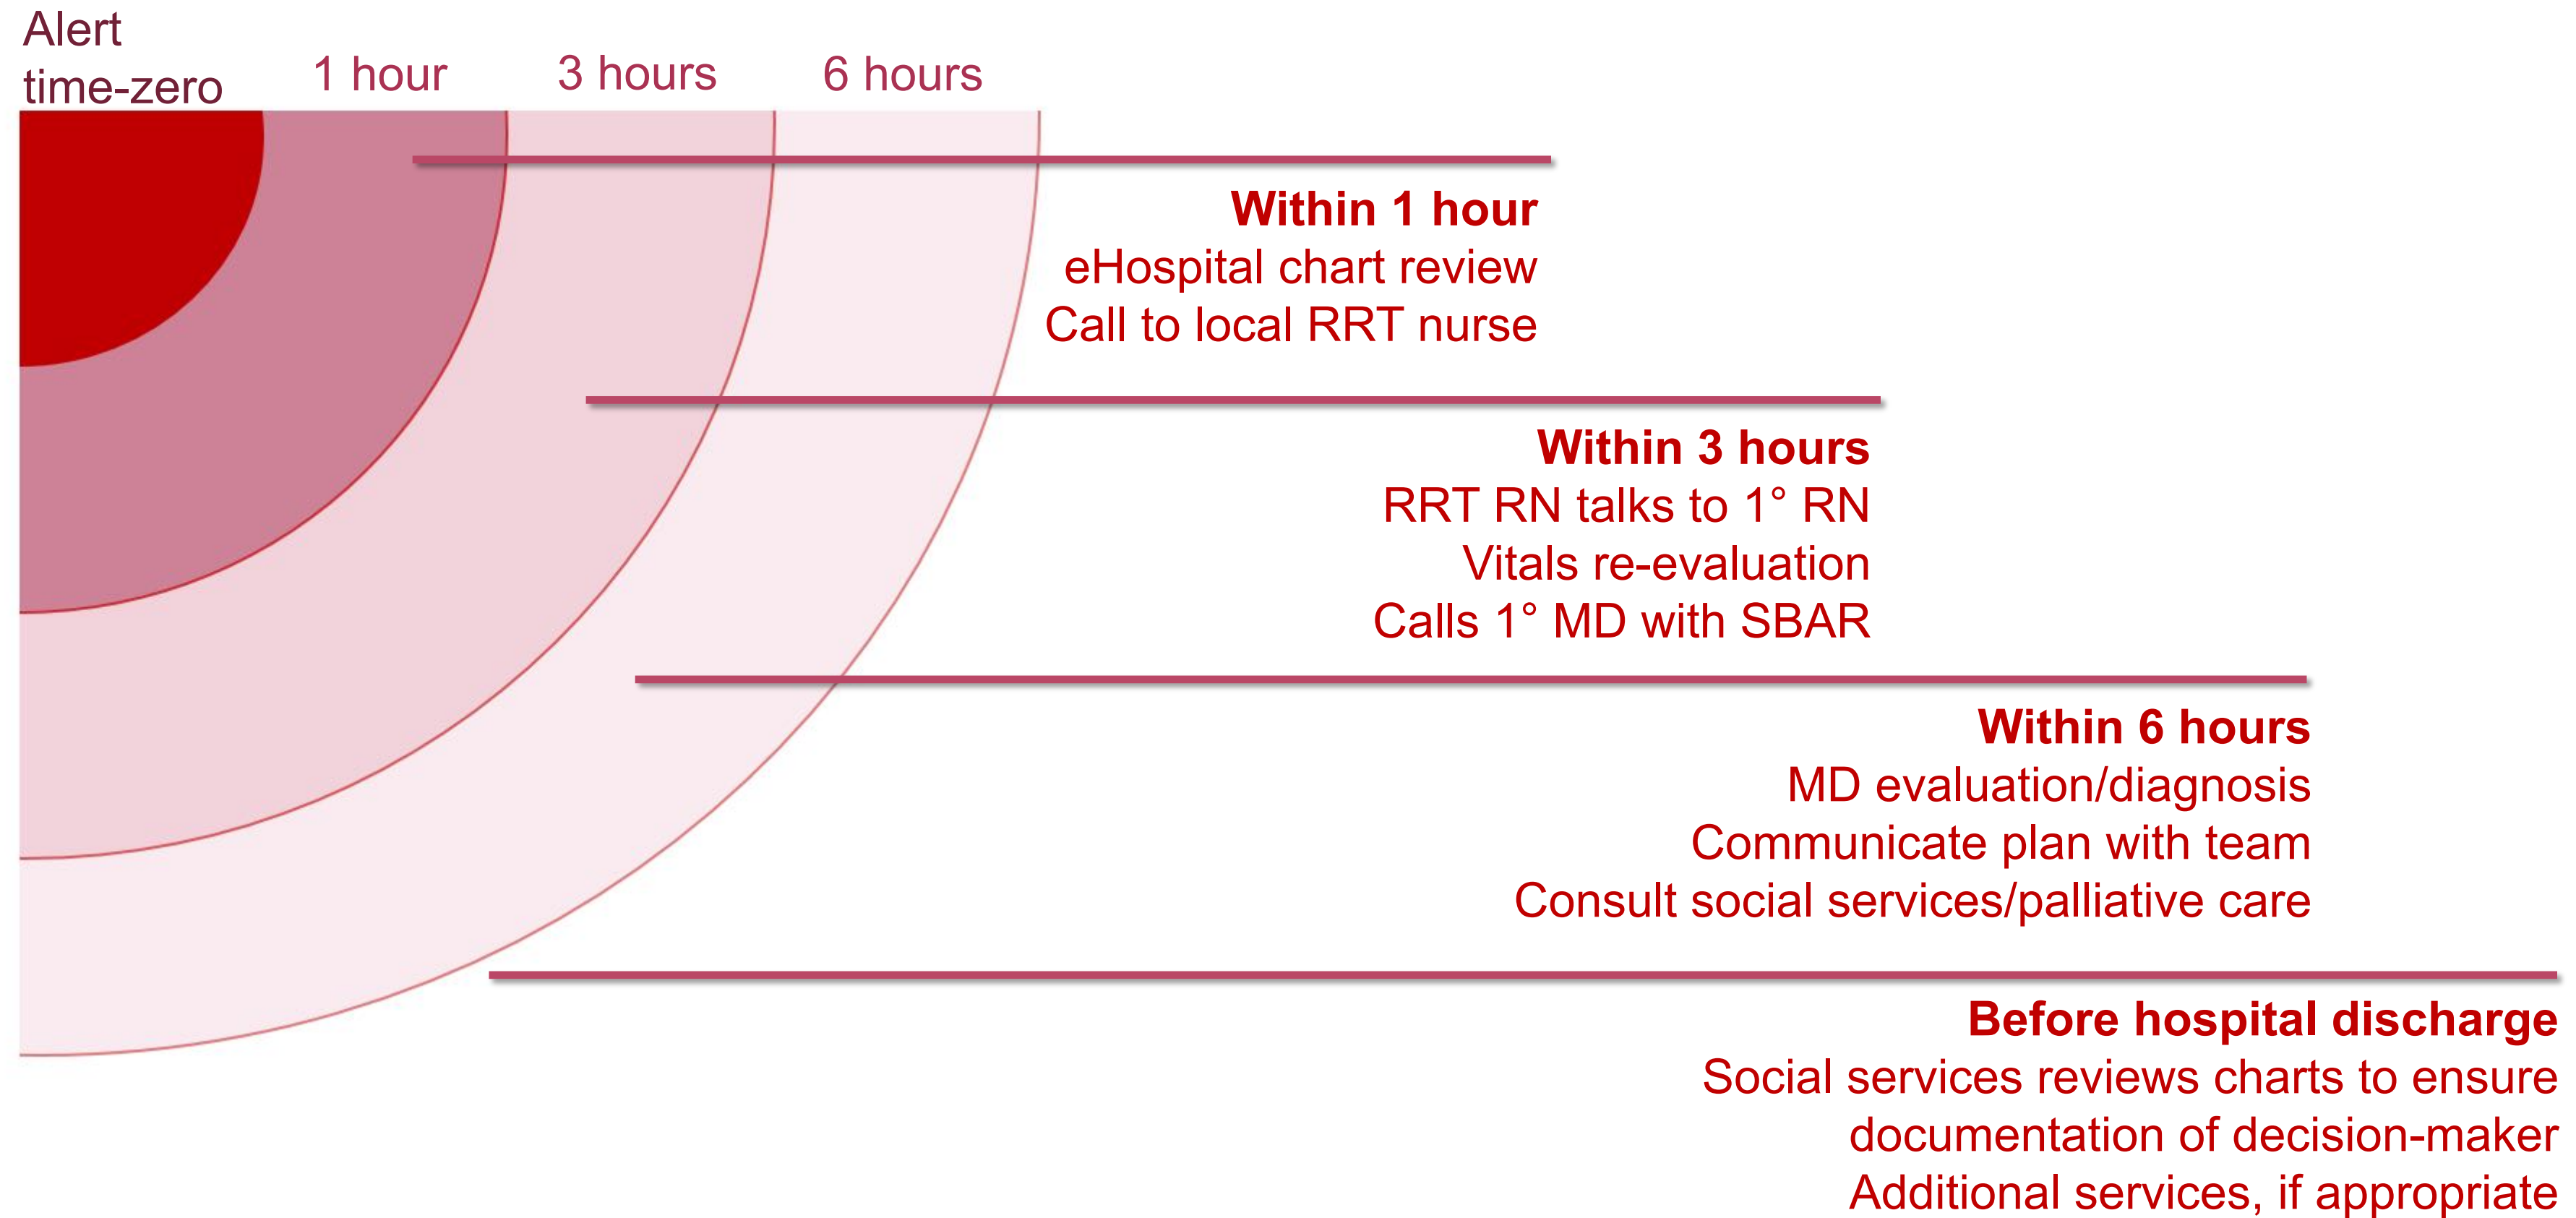 Alert
time-zero
1 hour
3 hours
6 hours
Within 1 hour
eHospital chart review
Call to local RRT nurse
Within 3 hours
RRT RN talks to 1° RN
Vitals re-evaluation
Calls 1° MD with SBAR
Within 6 hours
MD evaluation/diagnosis
Communicate plan with team
Consult social services/palliative care
Before hospital discharge
Social services reviews charts to ensure
documentation of decision-maker
Additional services, if appropriate